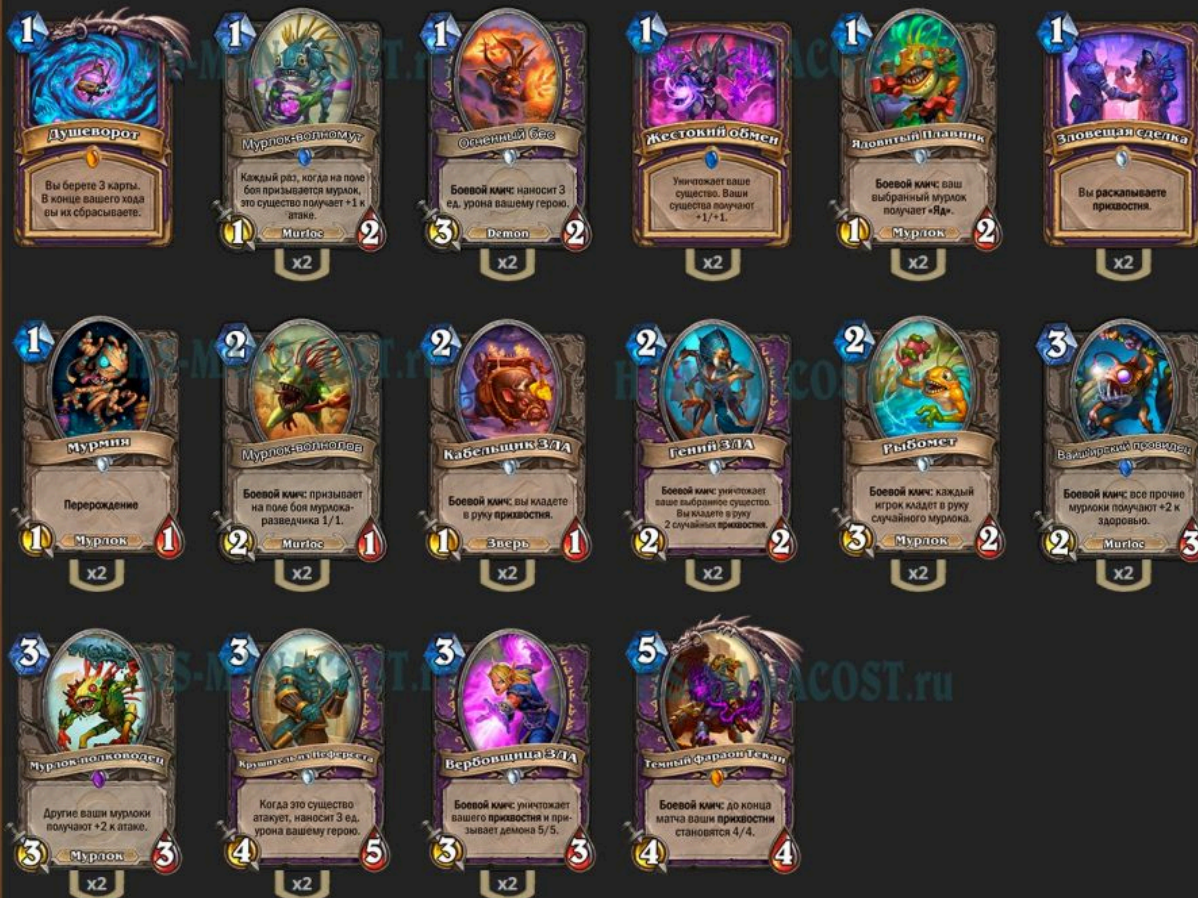 1
Душеворот
Вы берете 3 карты.
В конце вашего хода
вы их сбрасываете.
1
Мурлок-волномут
Каждый раз, когда на поле
боя призывается мурлок,
это существо получает +1 к
атаке.
1
Murloc
2
x2
1
Огненный бес
Боевой клич: наносит 3
ед. урона вашему герою.
3
Demon
2
x2
1
Жестокий обмен
Уничтожает ваше
существо. Ваши
существа получают
+1/+1.
x2
1
Ядовитый Плавник
Боевой клич: ваш
выбранный мурлок
получает «Яд».
1
Мурлок
2
x2
1
Зловещая сделка
Вы раскапываете
прихвостня.
x2
1
Мурмия
Перерождение
1
Мурлок
1
x2
2
Мурлок-волнолов
Боевой клич: призывает
на поле боя мурлока-
разведчика 1/1.
2
Murloc
1
x2
2
Кабельщик ЗЛА
Боевой клич: вы кладете
в руку прихвостня.
1
Зверь
1
x2
2
Гений ЗЛА
Боевой клич: уничтожает
ваше выбранное существо.
Вы кладете в руку
2 случайных прихвостня.
2
2
x2
2
Рыбомет
Боевой клич: каждый
игрок кладет в руку
случайного мурлока.
3
Мурлок
2
x2
3
Вайш'ирский провидец
Боевой клич: все прочие
мурлоки получают +2 к
здоровью.
2
Murloc
3
x2
3
Мурлок-полководец
Другие ваши мурлоки
получают +2 к атаке.
3
Мурлок
3
x2
3
Крушитель из Неферсета
Когда это существо
атакует, наносит 3 ед.
урона вашему герою.
4
5
x2
3
Вербовщица ЗЛА
Боевой клич: уничтожает
вашего прихвостня и при-
зывает демона 5/5.
3
3
x2
5
Темный фараон Текан
Боевой клич: до конца
матча ваши прихвостни
становятся 4/4.
4
4
HS-MANACOST.ru